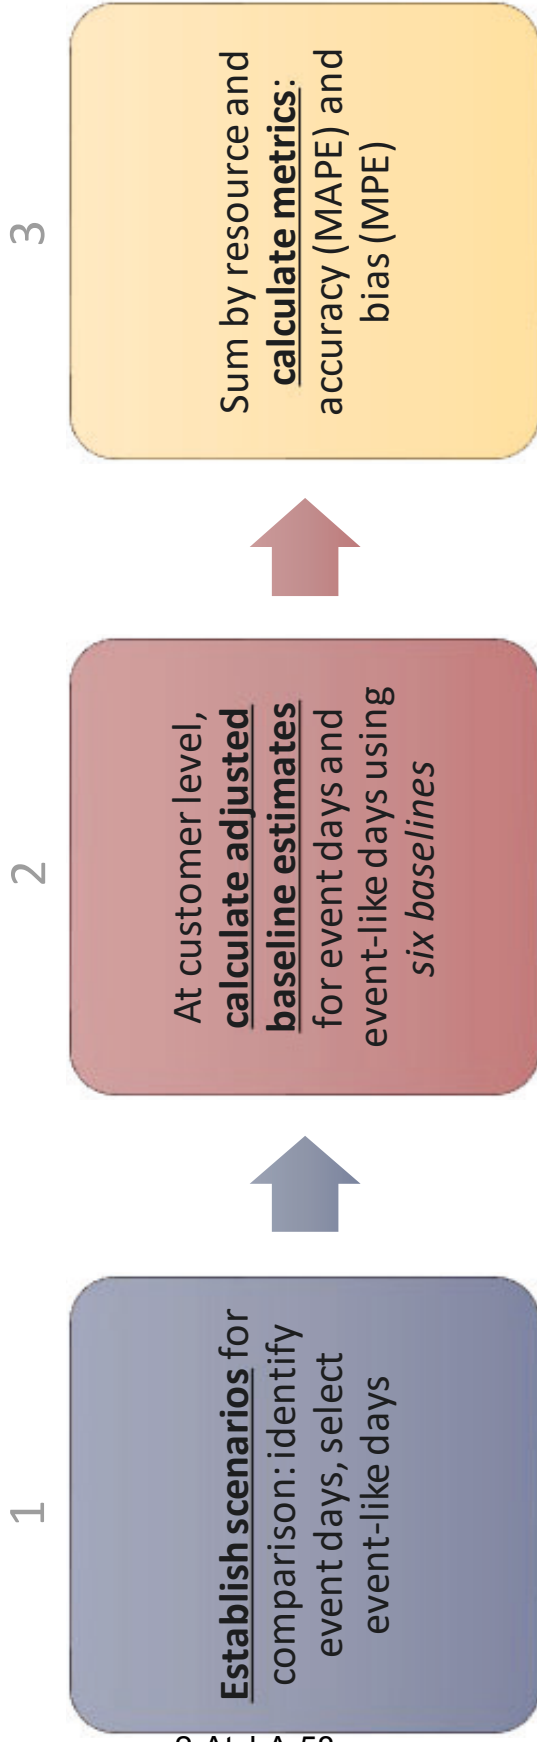 1
Establish scenarios for
comparison: identify
event days, select
event-like days
2
At customer level,
calculate adjusted
baseline estimates
for event days and
event-like days using
six baselines
3
Sum by resource and
calculate metrics:
accuracy (MAPE) and
bias (MPE)